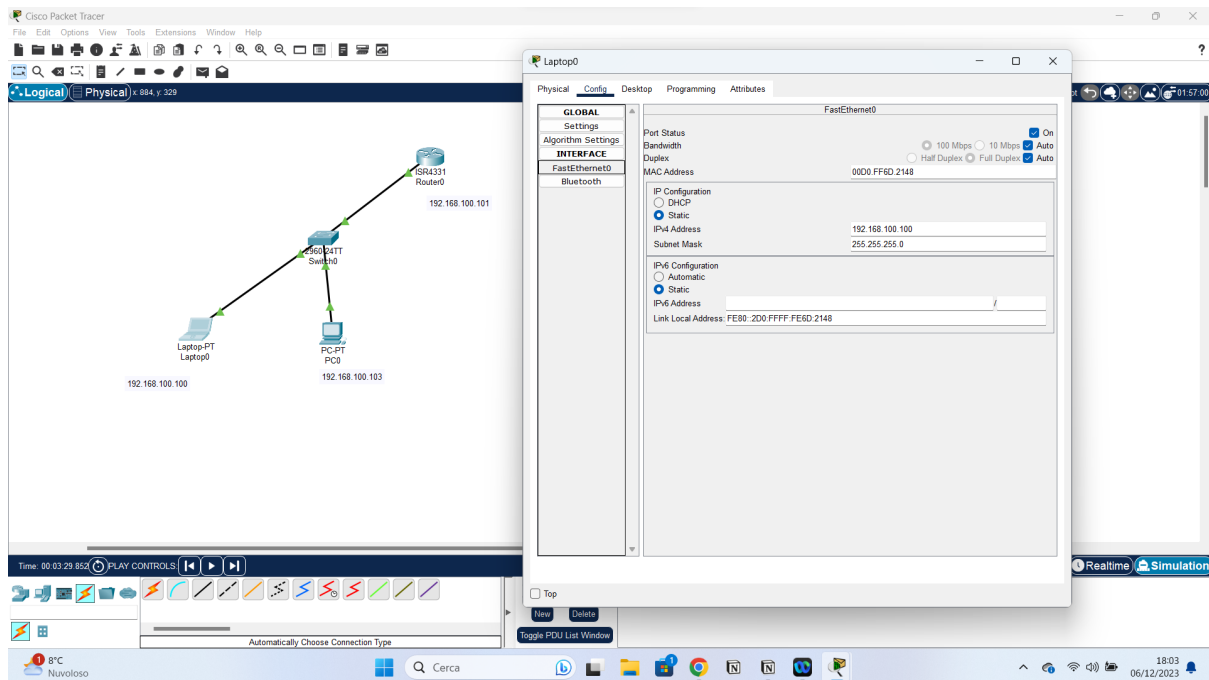 Cisco Packet Tracer
File Edit Options View Tools Extensions Window Help
?
Logical Physical x: 884, y: 329
01:57:00
ISR4331
Router0
192.168.100.101
2960-24TT
Switch0
Laptop-PT
Laptop0
192.168.100.100
PC-PT
PC0
192.168.100.103
Laptop0
Physical Config Desktop Programming Attributes
GLOBAL
Settings
Algorithm Settings
INTERFACE
FastEthernet0
Bluetooth
FastEthernet0
Port Status On
Bandwidth 100 Mbps 10 Mbps Auto
Duplex Half Duplex Full Duplex Auto
MAC Address 00D0.FF6D.2148
IP Configuration
DHCP
Static
IPv4 Address 192.168.100.100
Subnet Mask 255.255.255.0
IPv6 Configuration
Automatic
Static
IPv6 Address /
Link Local Address: FE80::2D0:FFFF:FE6D:2148
Top
Time: 00:03:29.852 PLAY CONTROLS:
Realtime Simulation
New Delete
Toggle PDU List Window
Automatically Choose Connection Type
1
8°C
Nuvoloso
Cerca
1
18:03
06/12/2023